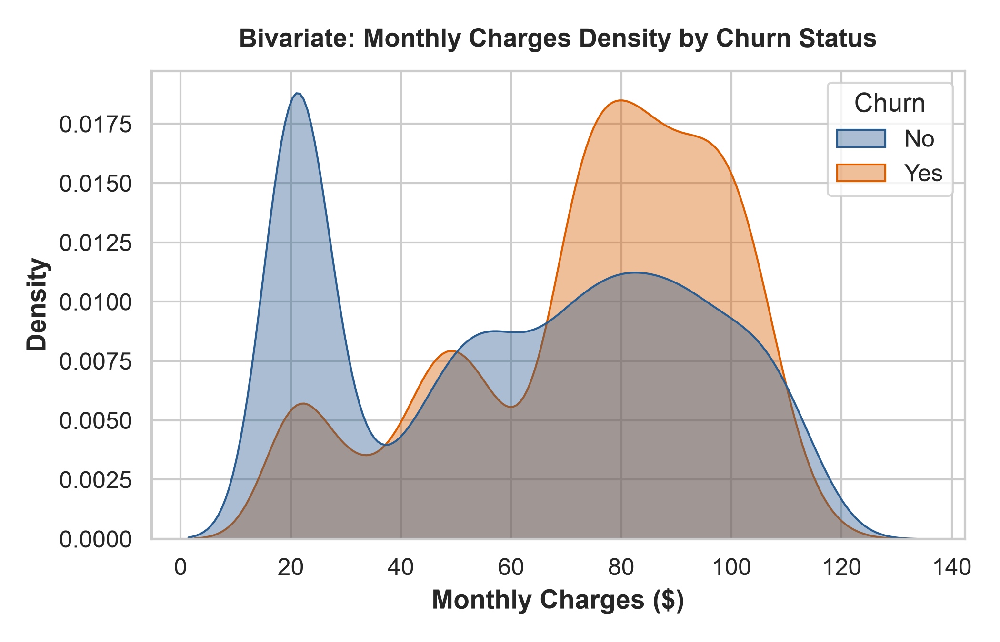 Bivariate: Monthly Charges Density by Churn Status
Churn
No
Yes
Density
0.0175
0.0150
0.0125
0.0100
0.0075
0.0050
0.0025
0.0000
0 20 40 60 80 100 120 140
Monthly Charges ($)